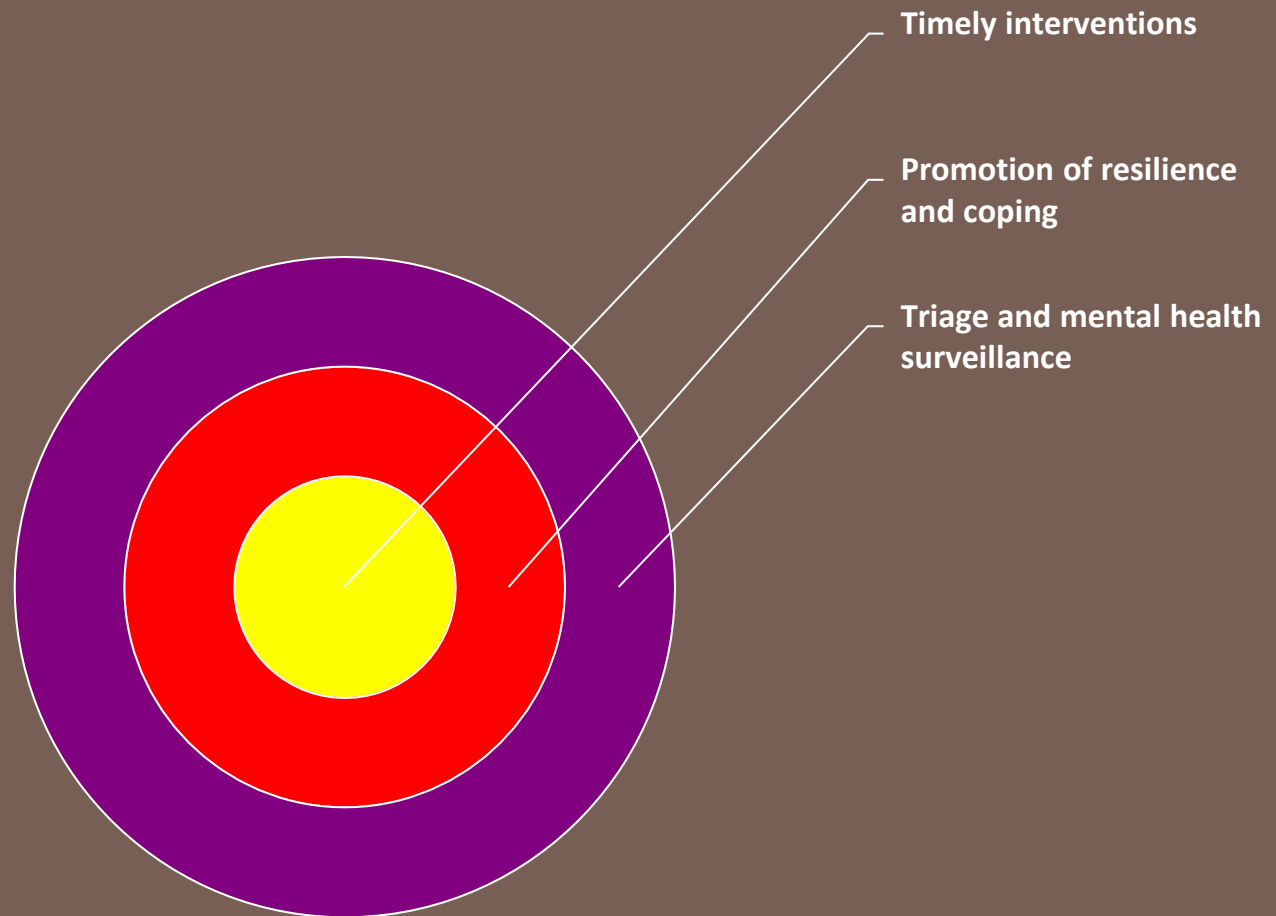 Timely interventions
Promotion of resilience
and coping
Triage and mental health
surveillance